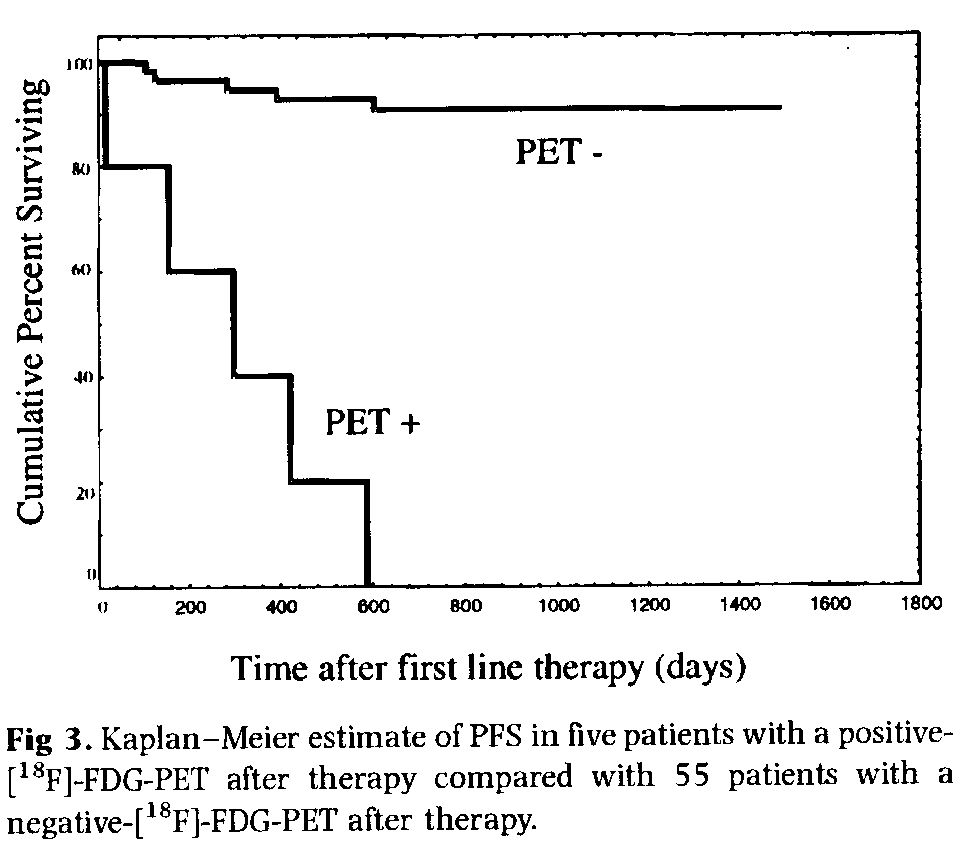 Cumulative Percent Surviving
100
80
60
40
20
0
PET -
PET +
0 200 400 600 800 1000 1200 1400 1600 1800
Time after first line therapy (days)
Fig 3. Kaplan–Meier estimate of PFS in five patients with a positive-
[¹⁸F]-FDG-PET after therapy compared with 55 patients with a
negative-[¹⁸F]-FDG-PET after therapy.